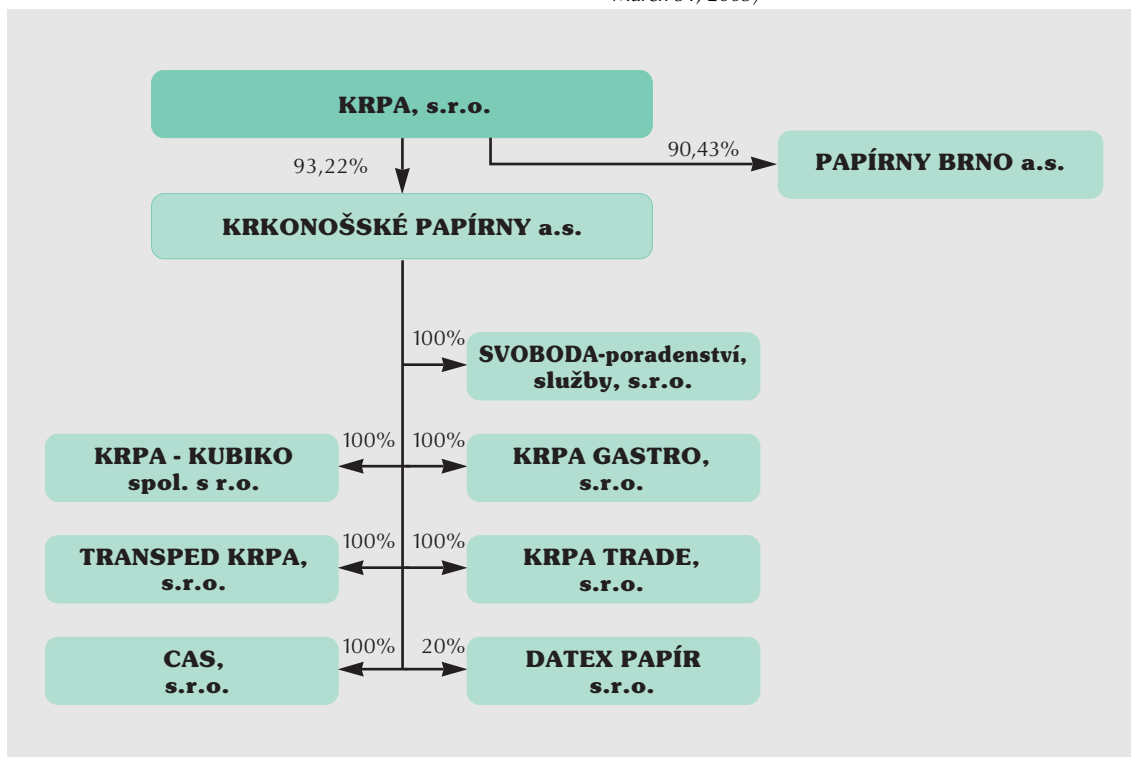 KRPA, s.r.o.
93,22%
90,43%
PAPÍRNY BRNO a.s.
KRKONOŠSKÉ PAPÍRNY a.s.
100%
SVOBODA-poradenství,
služby, s.r.o.
100%
100%
KRPA - KUBIKO
spol. s r.o.
KRPA GASTRO,
s.r.o.
100%
100%
TRANSPED KRPA,
s.r.o.
KRPA TRADE,
s.r.o.
100%
20%
CAS,
s.r.o.
DATEX PAPÍR
s.r.o.